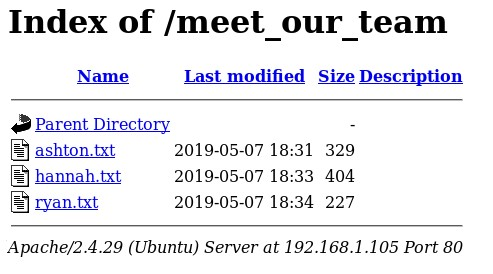 Index of /meet_our_team
Name Last modified Size Description
Parent Directory -
ashton.txt 2019-05-07 18:31 329
hannah.txt 2019-05-07 18:33 404
ryan.txt 2019-05-07 18:34 227
Apache/2.4.29 (Ubuntu) Server at 192.168.1.105 Port 80